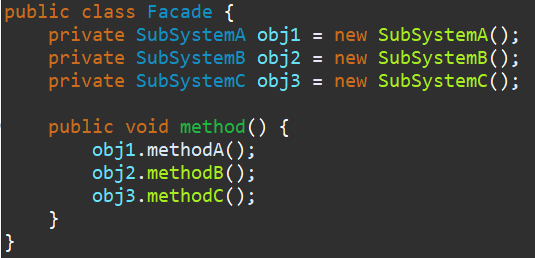 public class Facade {
    private SubSystemA obj1 = new SubSystemA();
    private SubSystemB obj2 = new SubSystemB();
    private SubSystemC obj3 = new SubSystemC();

    public void method() {
        obj1.methodA();
        obj2.methodB();
        obj3.methodC();
    }
}